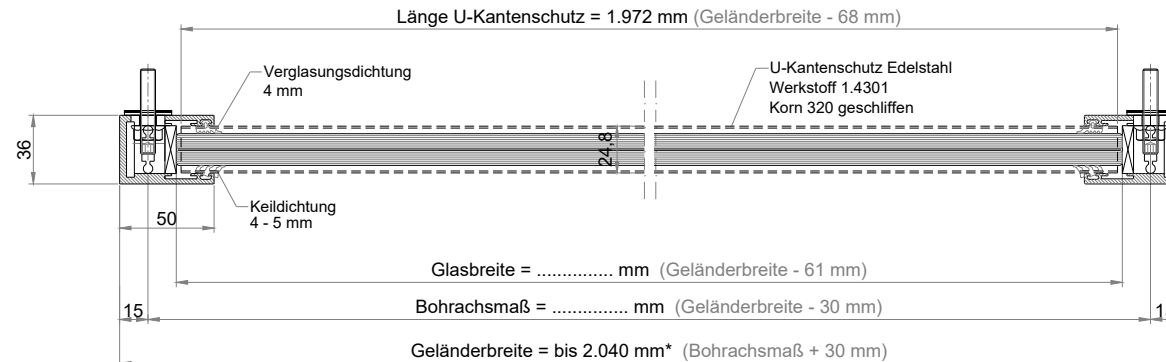 Länge U-Kantenschutz = 1.972 mm (Geländerbreite - 68 mm)
Verglasungsdichtung
4 mm
U-Kantenschutz Edelstahl
Werkstoff 1.4301
Korn 320 geschliffen
36
24,8
50
Keildichtung
4 - 5 mm
Glasbreite = ............... mm (Geländerbreite - 61 mm)
15
Bohrachsmaß = ............... mm (Geländerbreite - 30 mm)
Geländerbreite = bis 2.040 mm* (Bohrachsmaß + 30 mm)